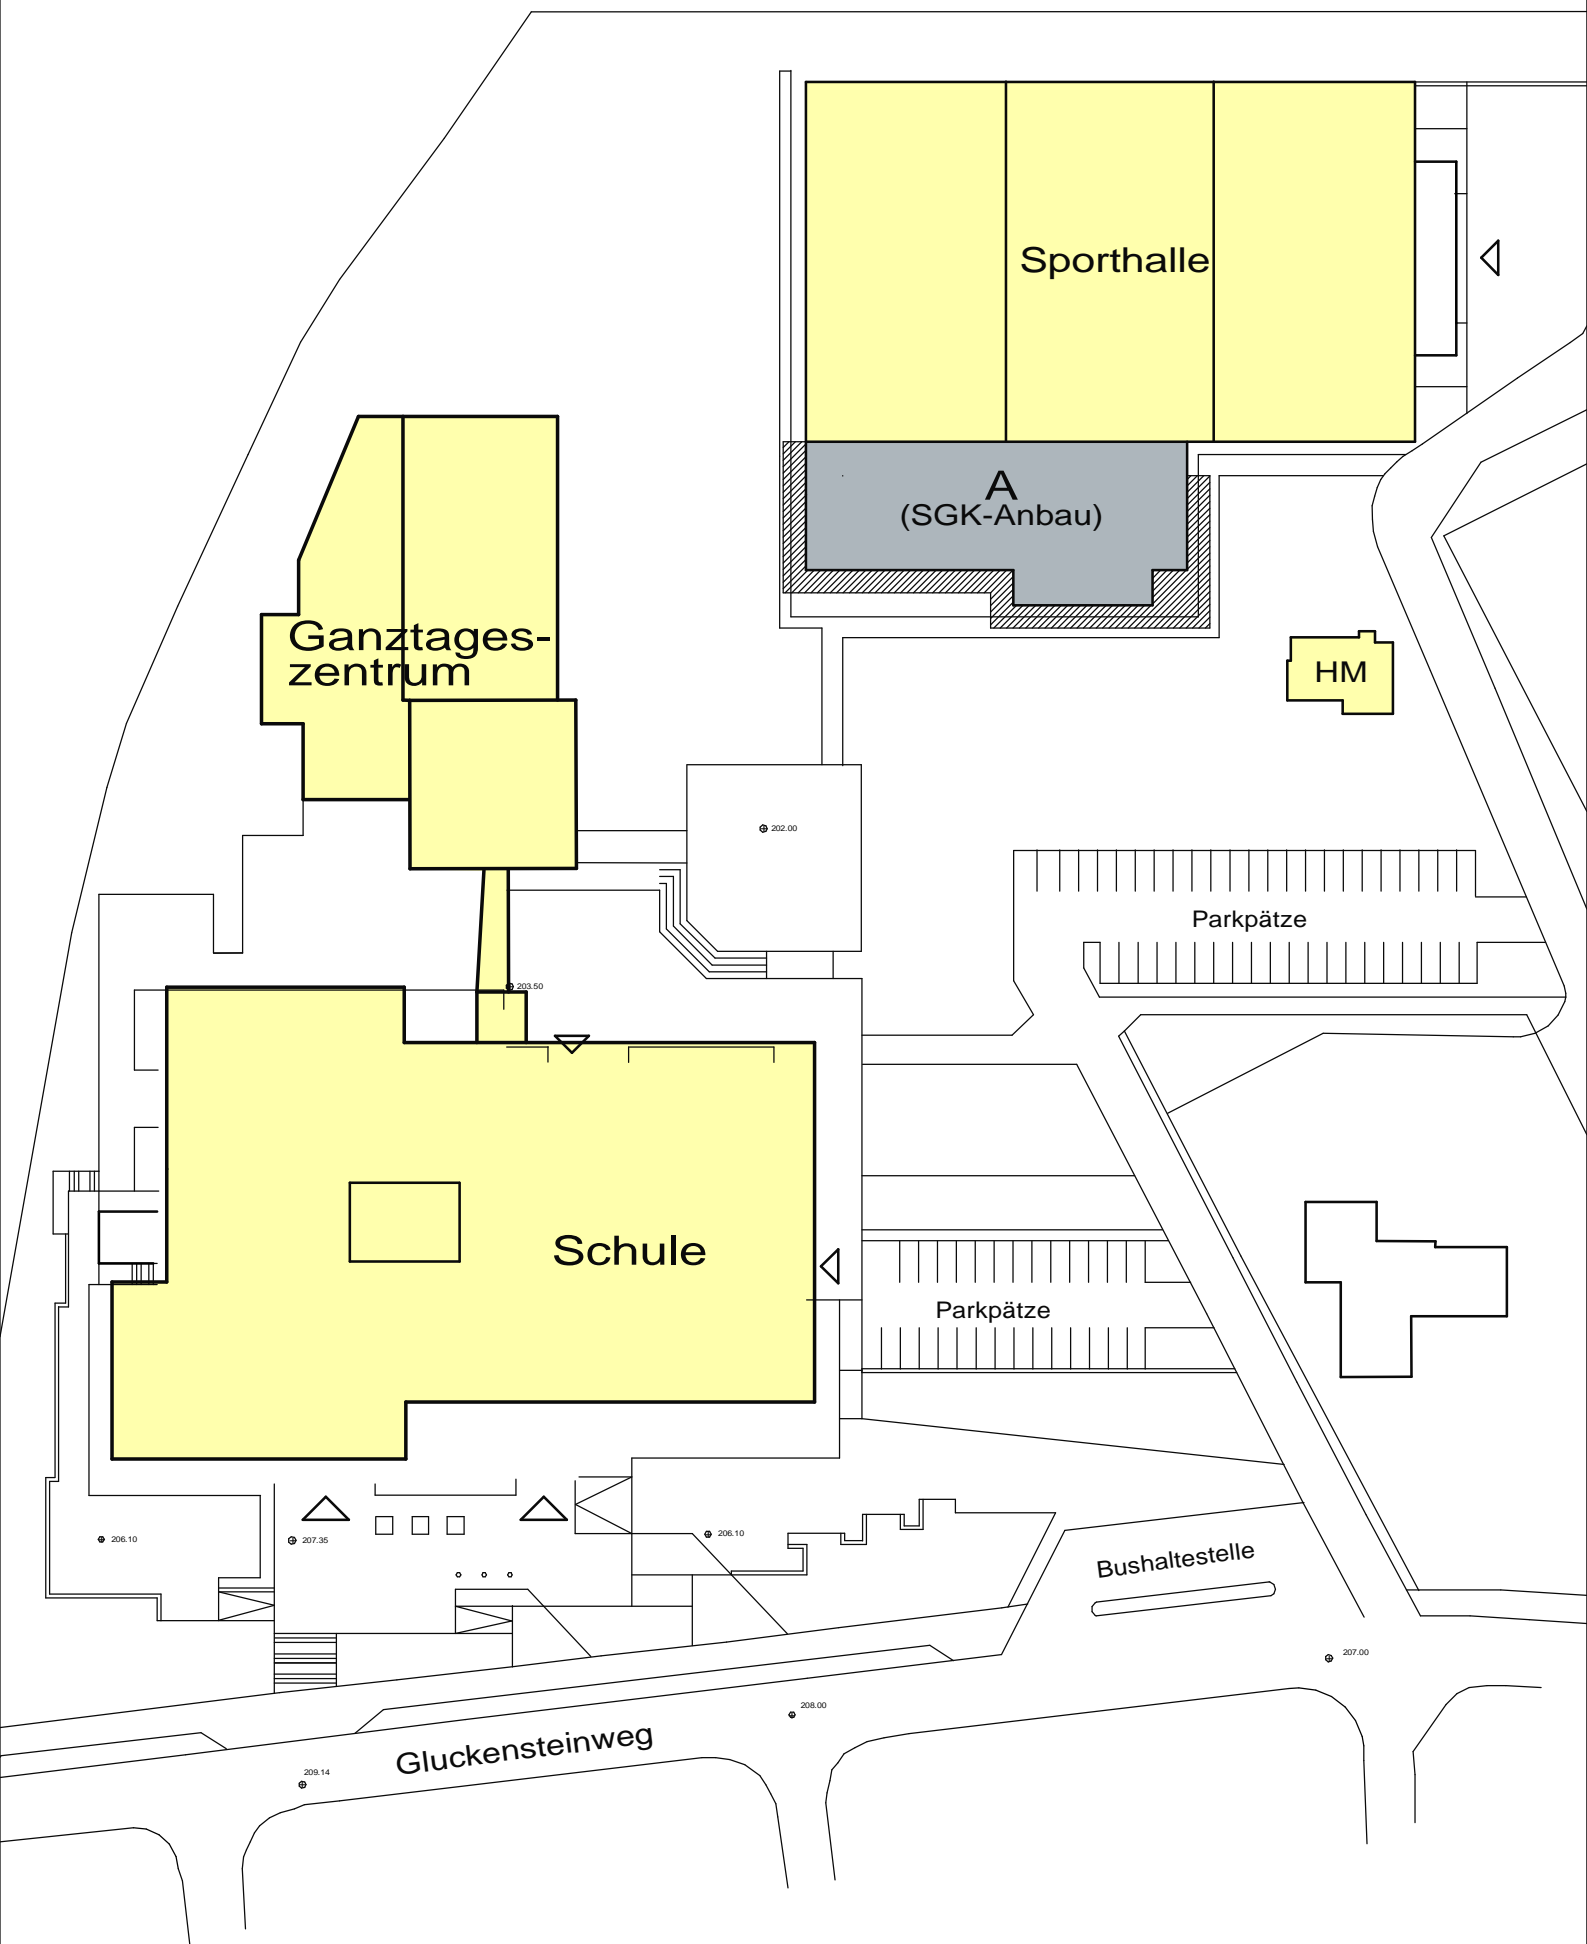 Sporthalle
A
(SGK-Anbau)
Ganztages-
zentrum
HM
202.00
Parkpätze
203.50
Schule
Parkpätze
206.10
207.35
206.10
Bushaltestelle
207.00
208.00
Gluckensteinweg
209.14